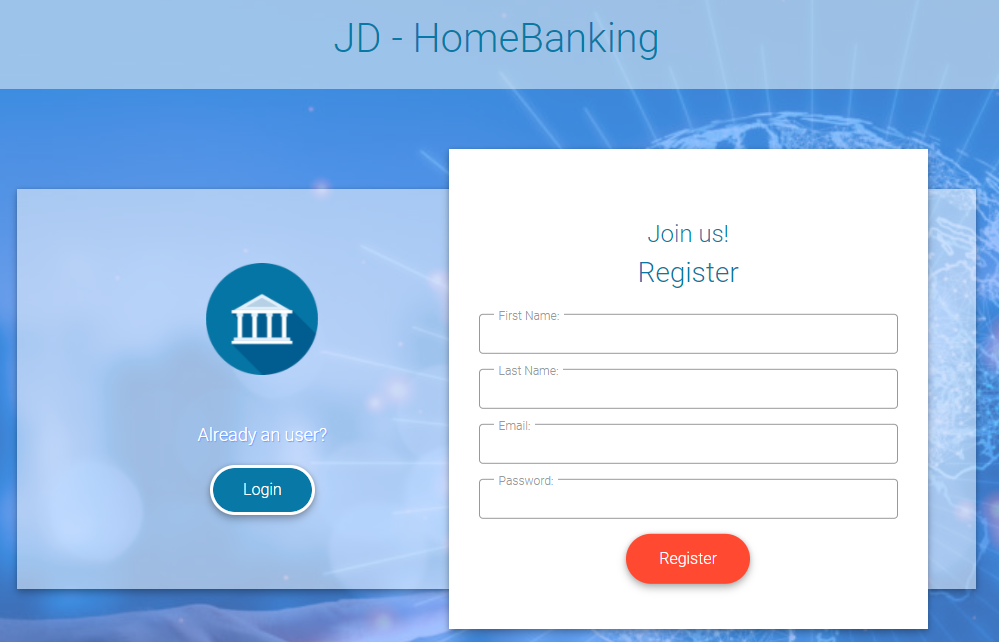 JD - HomeBanking
Already an user?
Login
Join us!
Register
First Name:
Last Name:
Email:
Password:
Register